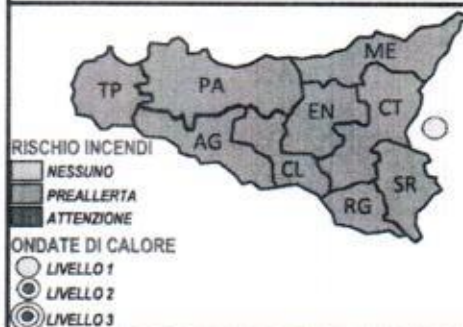 ME
TP
PA
EN
CT
AG
CL
SR
RG
RISCHIO INCENDI
NESSUNO
PREALLERTA
ATTENZIONE
ONDATE DI CALORE
LIVELLO 1
LIVELLO 2
LIVELLO 3